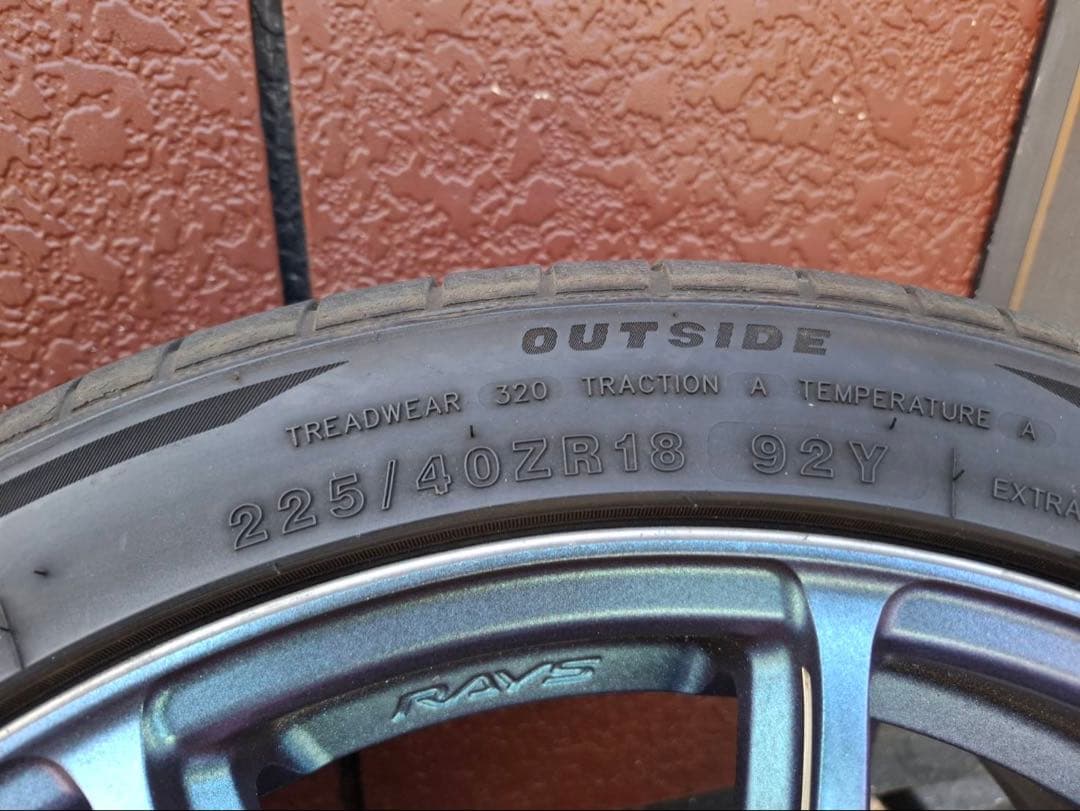 OUTSIDE
TREADWEAR 320 TRACTION A TEMPERATURE A
225/40ZR18 92Y
EXTRA
RAYS